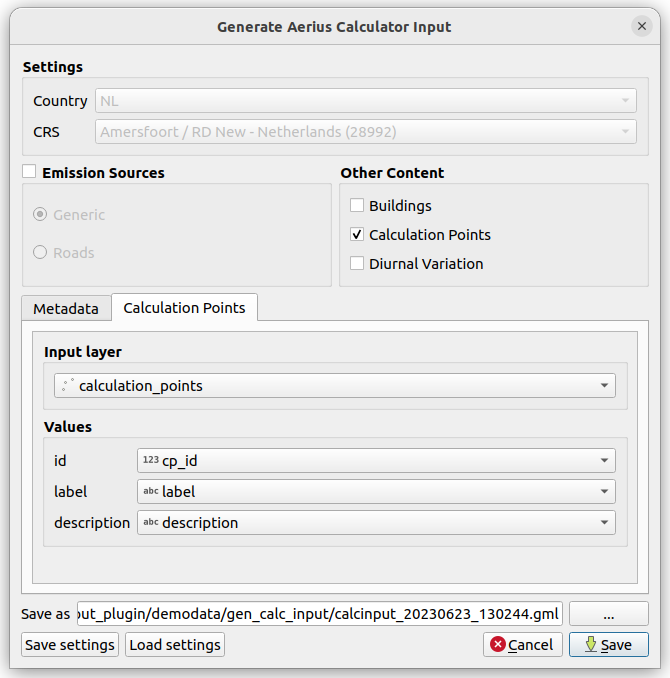 Generate Aerius Calculator Input
Settings
Country NL
CRS Amersfoort / RD New - Netherlands (28992)
Emission Sources
Generic
Roads
Other Content
Buildings
Calculation Points
Diurnal Variation
Metadata Calculation Points
Input layer
calculation_points
Values
id 123 cp_id
label abc label
description abc description
Save as out_plugin/demodata/gen_calc_input/calcinput_20230623_130244.gml ...
Save settings Load settings Cancel Save